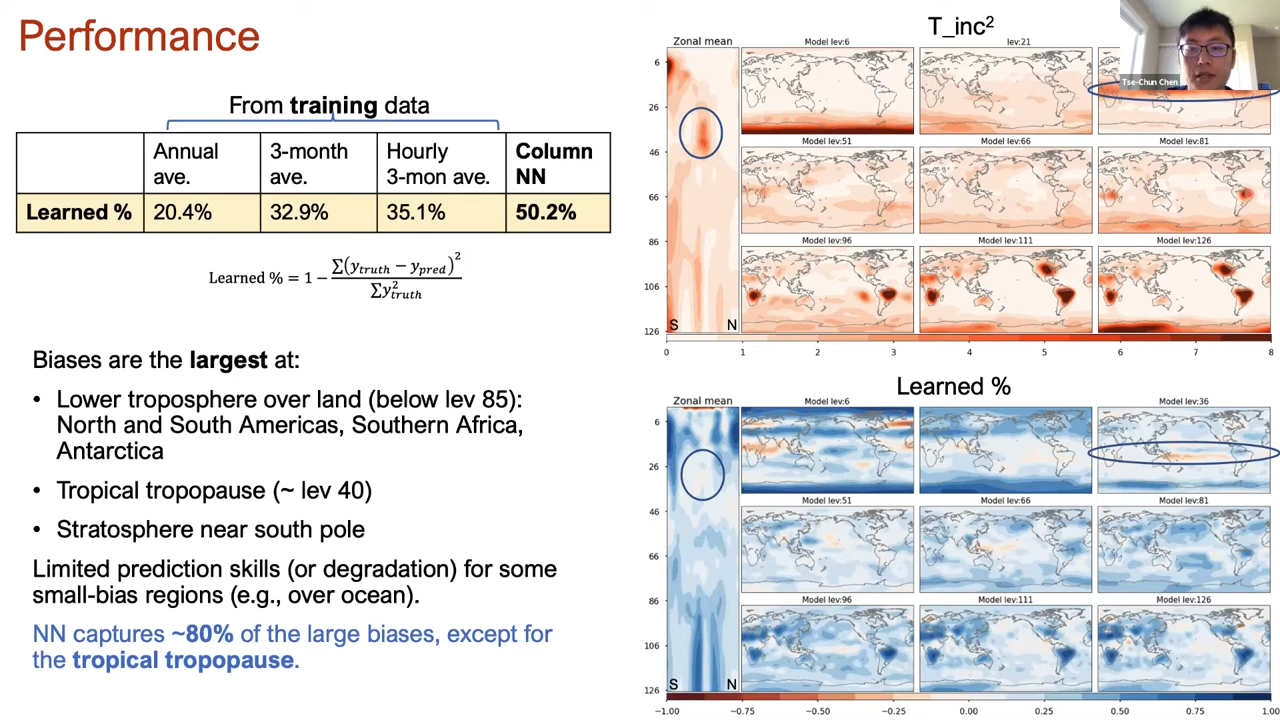 Performance
From training data
Annual ave.
3-month ave.
Hourly 3-mon ave.
Column NN
Learned %
20.4%
32.9%
35.1%
50.2%
Learned % = 1 − ∑(y_truth − y_pred)² / ∑y²_truth
Biases are the largest at:
• Lower troposphere over land (below lev 85):
North and South Americas, Southern Africa,
Antarctica
• Tropical tropopause (~ lev 40)
• Stratosphere near south pole
Limited prediction skills (or degradation) for some
small-bias regions (e.g., over ocean).
NN captures ~80% of the large biases, except for
the tropical tropopause.
T_inc²
Zonal mean
Model lev:6
lev:21
Tse-Chun Chen
6
26
46
66
86
106
126
S
N
Model lev:51
Model lev:66
Model lev:81
Model lev:96
Model lev:111
Model lev:126
0 1 2 3 4 5 6 7 8
Learned %
Zonal mean
Model lev:6
Model lev:36
6
26
46
66
86
106
126
S
N
Model lev:51
Model lev:66
Model lev:81
Model lev:96
Model lev:111
Model lev:126
−1.00 −0.75 −0.50 −0.25 0.00 0.25 0.50 0.75 1.00